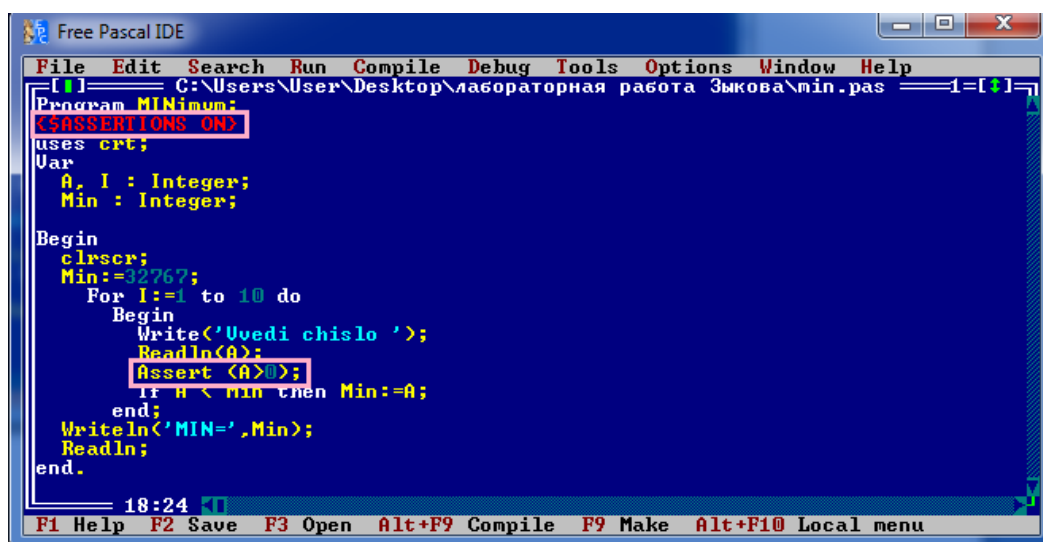 Free Pascal IDE
File Edit Search Run Compile Debug Tools Options Window Help
C:\Users\User\Desktop\лабораторная работа Зыкова\min.pas 1=[↕]
Program MINimum;
{$ASSERTIONS ON}
uses crt;
Var
A, I : Integer;
Min : Integer;
Begin
clrscr;
Min:=32767;
For I:=1 to 10 do
Begin
Write('Vvedi chislo ');
Readln(A);
Assert (A>0);
If A < Min then Min:=A;
end;
Writeln('MIN=',Min);
Readln;
end.
18:24
F1 Help F2 Save F3 Open Alt+F9 Compile F9 Make Alt+F10 Local menu